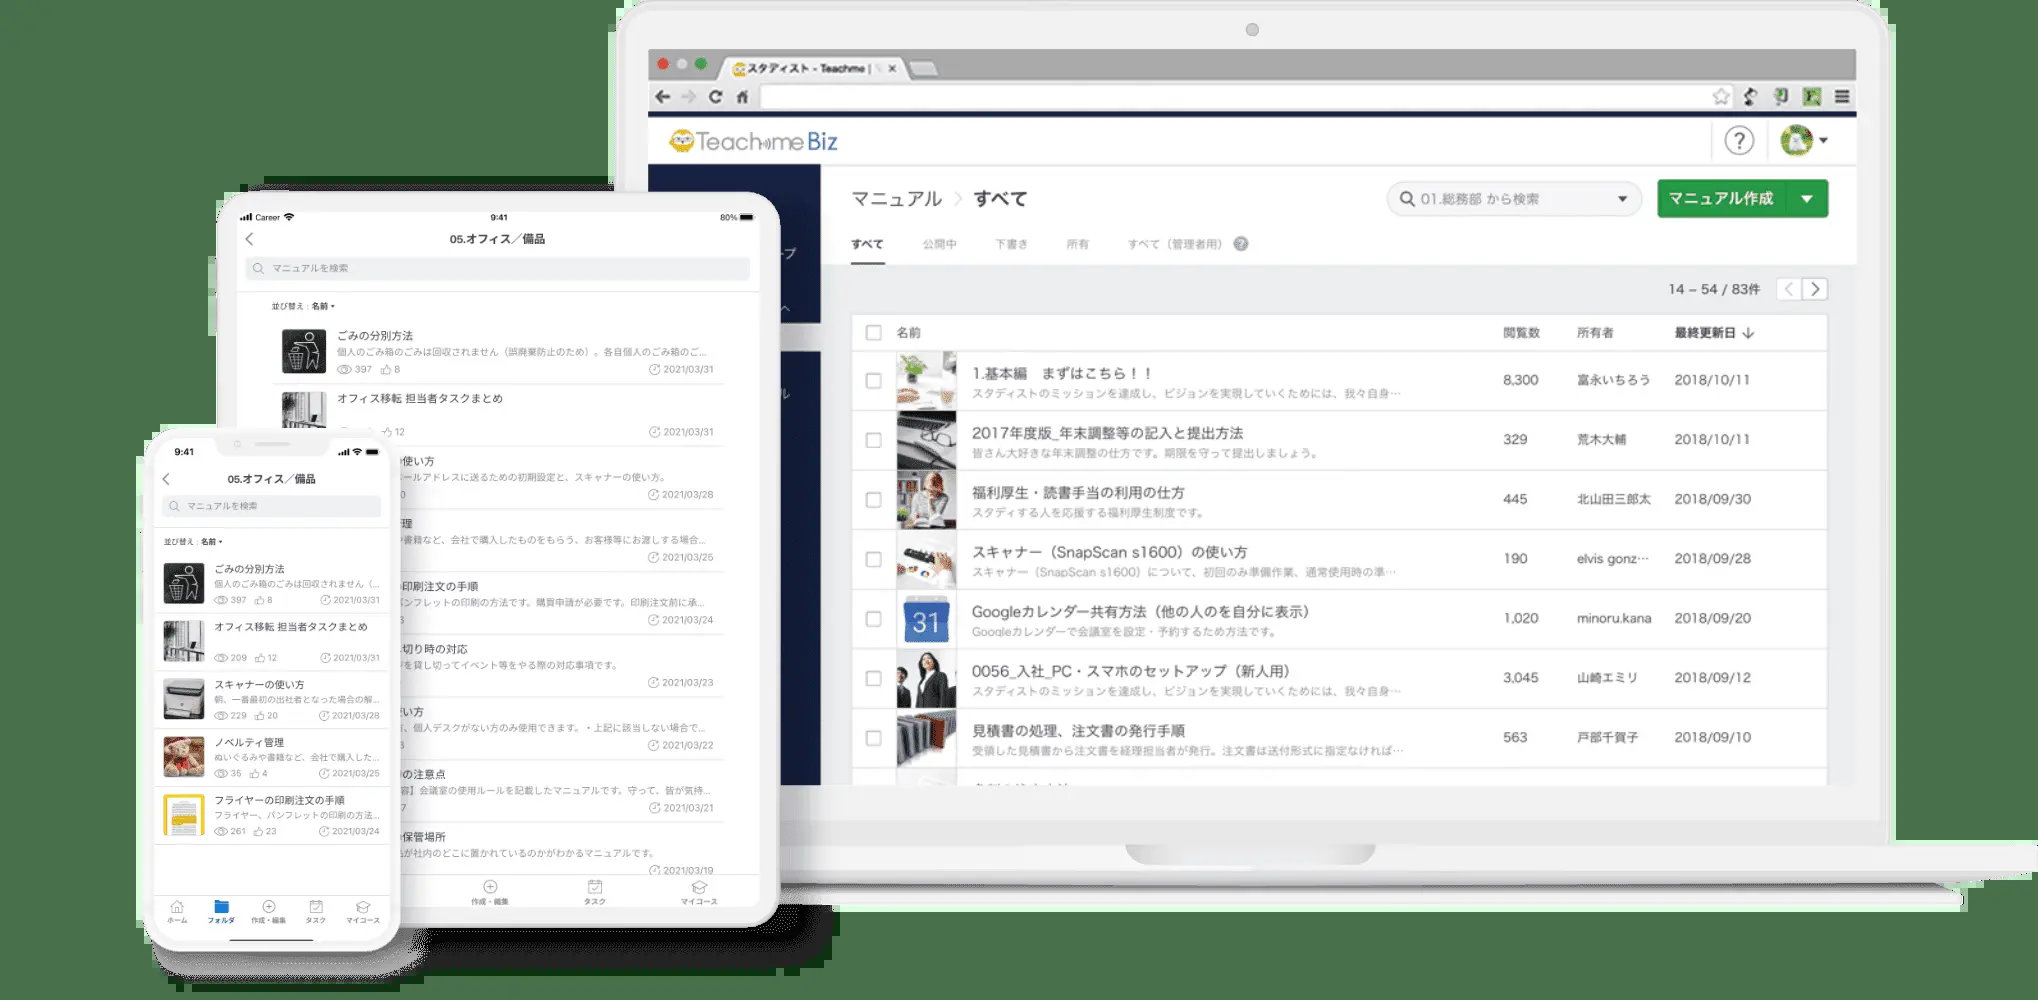 スタディスト - Teachme |
Teachme Biz
?
マニュアル > すべて
01.総務部 から検索
マニュアル作成
すべて
公開中
下書き
所有
すべて（管理者用）
?
14 – 54 / 83件
名前
閲覧数
所有者
最終更新日
1.基本編 まずはこちら！！
スタディストのミッションを達成し、ビジョンを実現していくためには、我々自身…
8,300
富永いちろう
2018/10/11
2017年度版_年末調整等の記入と提出方法
皆さん大好きな年末調整の仕方です。期限を守って提出しましょう。
329
荒木大輔
2018/10/11
福利厚生・読書手当の利用の仕方
スタディする人を応援する福利厚生制度です。
445
北山田三郎太
2018/09/30
スキャナー（SnapScan s1600）の使い方
スキャナー（SnapScan s1600）について、初回のみ準備作業、通常使用時の準…
190
elvis gonz…
2018/09/28
31
Googleカレンダー共有方法（他の人のを自分に表示）
Googleカレンダーで会議室を設定・予約するため方法です。
1,020
minoru.kana
2018/09/20
0056_入社_PC・スマホのセットアップ（新人用）
スタディストのミッションを達成し、ビジョンを実現していくためには、我々自身…
3,045
山崎エミリ
2018/09/12
見積書の処理、注文書の発行手順
受領した見積書から注文書を経理担当者が発行。注文書は送付形式に指定なければ…
563
戸部千賀子
2018/09/10
プ
ル
Career
9:41
80%
05.オフィス／備品
マニュアルを検索
並び替え：名前
ごみの分別方法
個人のごみ箱のごみは回収されません（誤廃棄防止のため）。各自個人のごみ箱のご…
397
8
2021/03/31
オフィス移転 担当者タスクまとめ
12
2021/03/31
の使い方
ールアドレスに送るための初期設定と、スキャナーの使い方。
0
2021/03/28
理
書籍など、会社で購入したものをもらう、お客様等にお渡しする場合…
2021/03/25
の印刷注文の手順
パンフレットの印刷の方法です。購買申請が必要です。印刷注文前に承…
3
2021/03/24
切り時の対応
を貸し切ってイベント等をやる際の対応事項です。
2021/03/23
使い方
、個人デスクがない方のみ使用できます。・上記に該当しない場合で…
3
2021/03/22
の注意点
容】会議室の使用ルールを記載したマニュアルです。守って、皆が気持…
7
2021/03/21
の保管場所
が社内のどこに置かれているのかがわかるマニュアルです。
2021/03/19
作成・編集
タスク
マイコース
9:41
05.オフィス／備品
マニュアルを検索
並び替え：名前
ごみの分別方法
個人のごみ箱のごみは回収されません（…
397
8
2021/03/31
オフィス移転 担当者タスクまとめ
209
12
2021/03/31
スキャナーの使い方
朝、一番最初の出社者となった場合の解…
229
20
2021/03/28
ノベルティ管理
ぬいぐるみや書籍など、会社で購入した…
35
4
2021/03/25
フライヤーの印刷注文の手順
フライヤー、パンフレットの印刷の方法…
261
23
2021/03/24
ホーム
フォルダ
作成・編集
タスク
マイコース